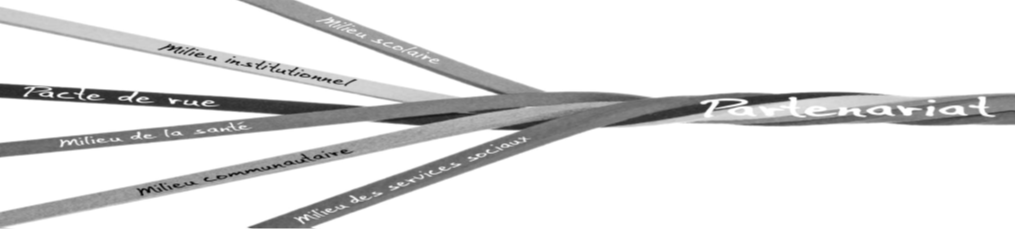 Milieu scolaire
Milieu institutionnel
Pacte de rue
Milieu de la santé
Milieu communautaire
Milieu des services sociaux
Partenariat